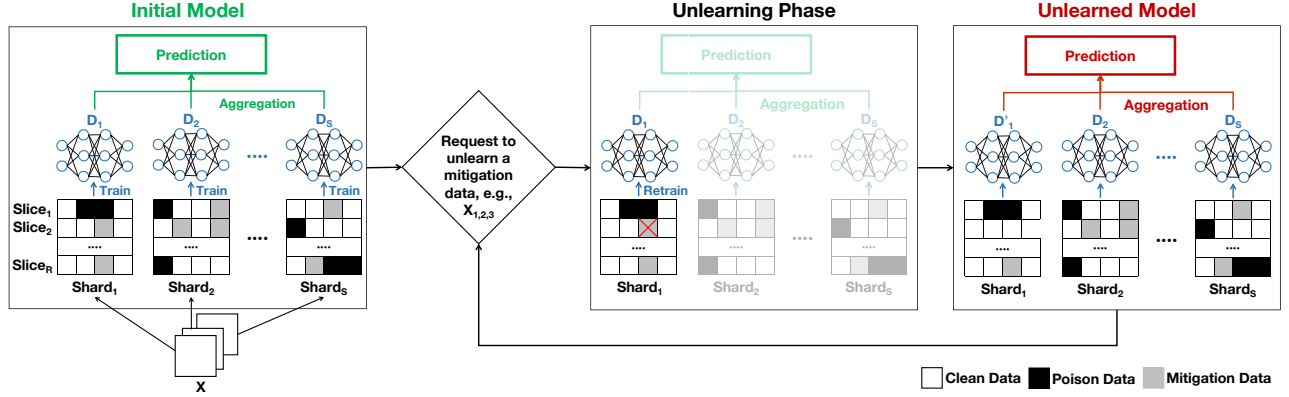 Initial Model
Prediction
Aggregation
D1
D2
DS
....
Train
Train
Train
Slice1
Slice2
SliceR
....
....
....
....
Shard1
Shard2
ShardS
X
Request to
unlearn a
mitigation
data, e.g.,
X1,2,3
Unlearning Phase
Prediction
Aggregation
D1
D2
DS
....
Retrain
....
....
....
....
Shard1
Shard2
ShardS
Unlearned Model
Prediction
Aggregation
D'1
D2
DS
....
....
....
....
....
Shard1
Shard2
ShardS
Clean Data
Poison Data
Mitigation Data